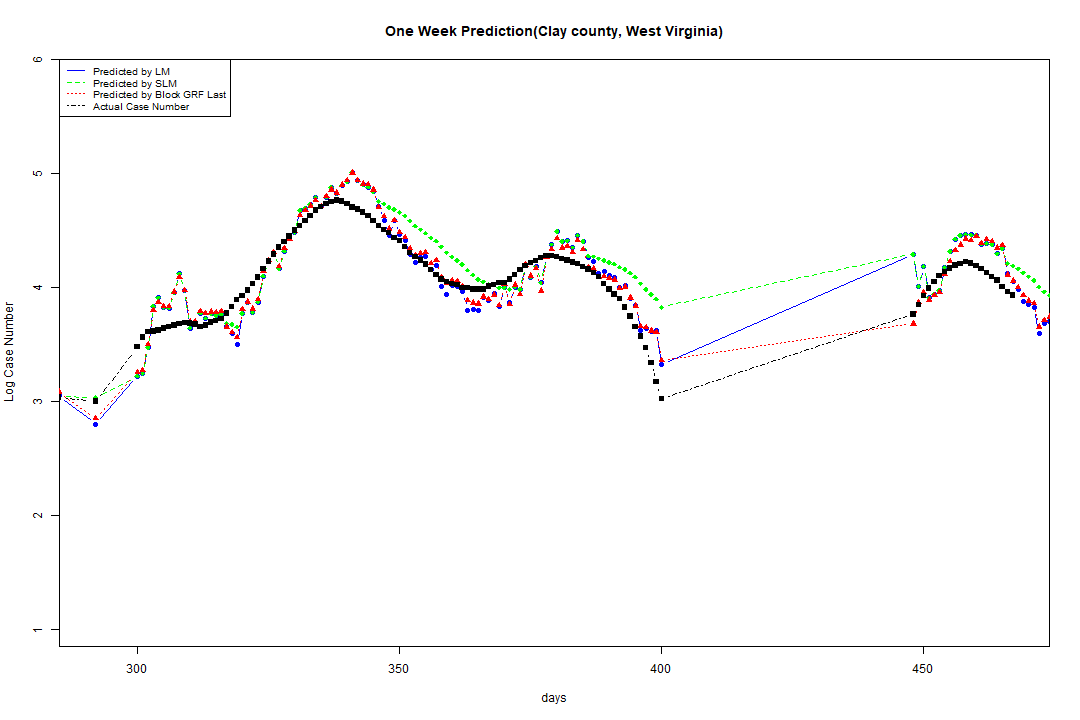 One Week Prediction(Clay county, West Virginia)
Predicted by LM
Predicted by SLM
Predicted by Block GRF Last
Actual Case Number
Log Case Number
6
5
4
3
2
1
300 350 400 450
days